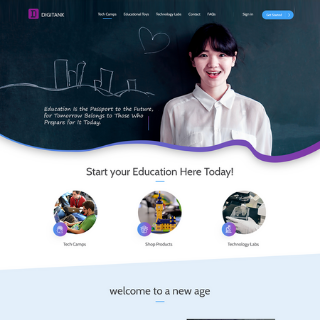 DIGITANK
Tech Camps Educational Toys Technology Labs Contact FAQs Sign in Get Started
Education is the Passport to the Future,
for Tomorrow Belongs to Those Who
Prepare for It Today.
Start your Education Here Today!
Tech Camps Shop Products Technology Labs
welcome to a new age